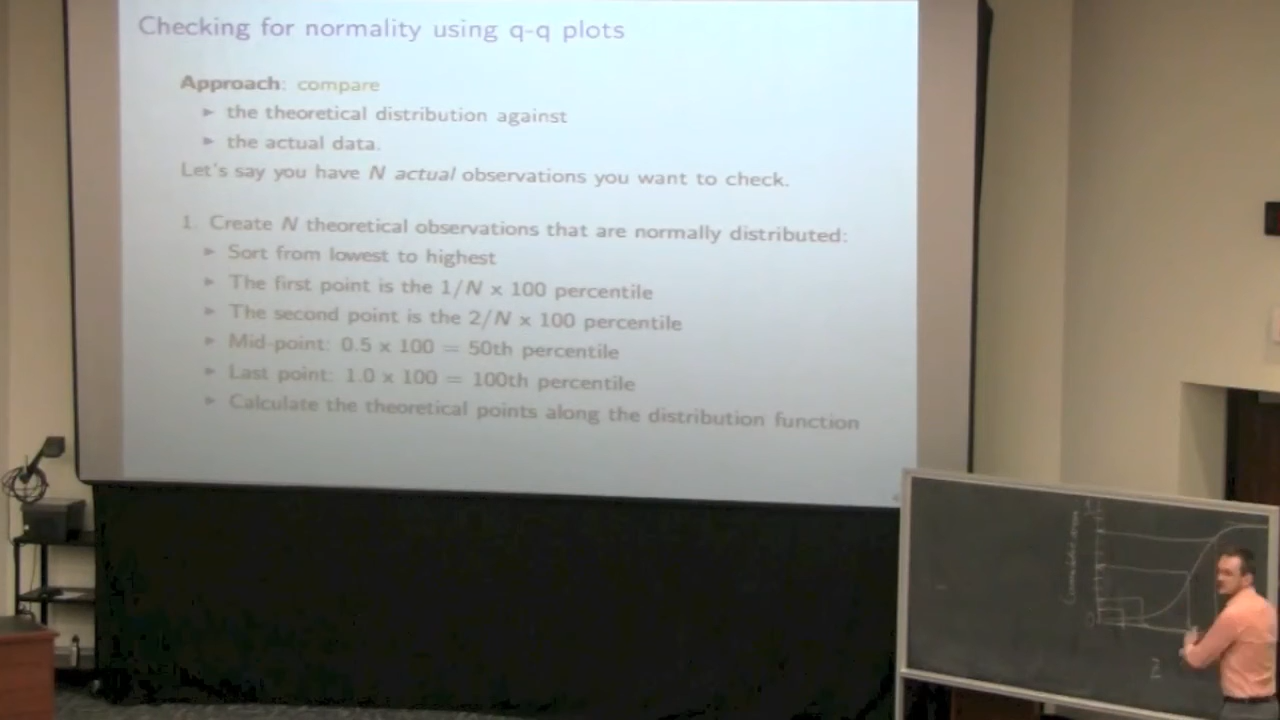 Checking for normality using q-q plots
Approach: compare
► the theoretical distribution against
► the actual data.
Let's say you have N actual observations you want to check.
1. Create N theoretical observations that are normally distributed:
► Sort from lowest to highest
► The first point is the 1/N x 100 percentile
► The second point is the 2/N x 100 percentile
► Mid-point: 0.5 x 100 = 50th percentile
► Last point: 1.0 x 100 = 100th percentile
► Calculate the theoretical points along the distribution function